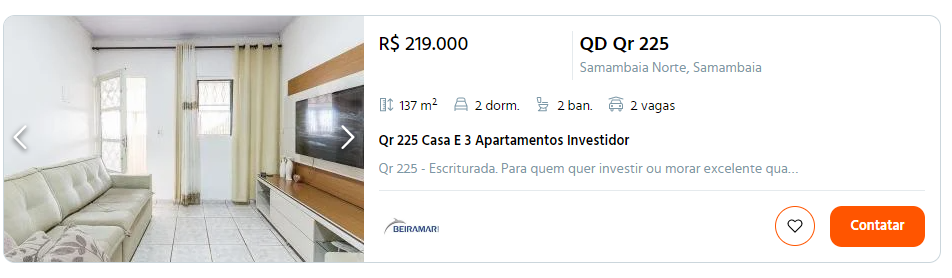 R$ 219.000
QD Qr 225
Samambaia Norte, Samambaia
137 m²
2 dorm.
2 ban.
2 vagas
Qr 225 Casa E 3 Apartamentos Investidor
Qr 225 - Escriturada. Para quem quer investir ou morar excelente qua...
BEIRAMAR
Contatar